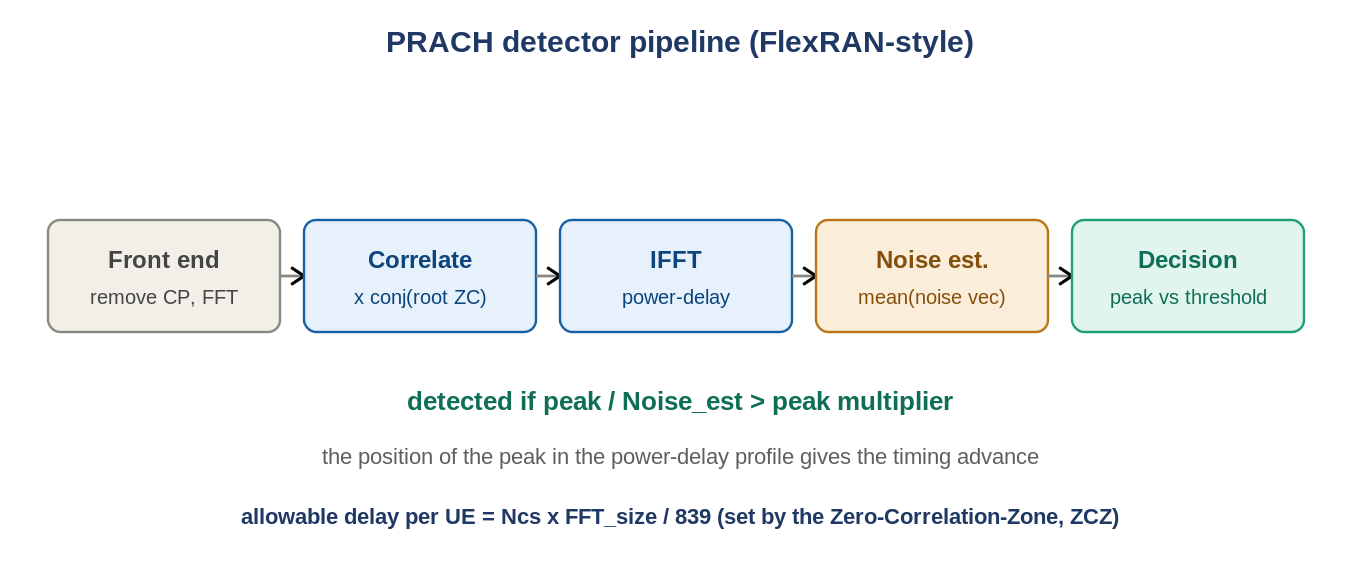 PRACH detector pipeline (FlexRAN-style)
Front end
remove CP, FFT
Correlate
x conj(root ZC)
IFFT
power-delay
Noise est.
mean(noise vec)
Decision
peak vs threshold
detected if peak / Noise_est > peak multiplier
the position of the peak in the power-delay profile gives the timing advance
allowable delay per UE = Ncs x FFT_size / 839 (set by the Zero-Correlation-Zone, ZCZ)